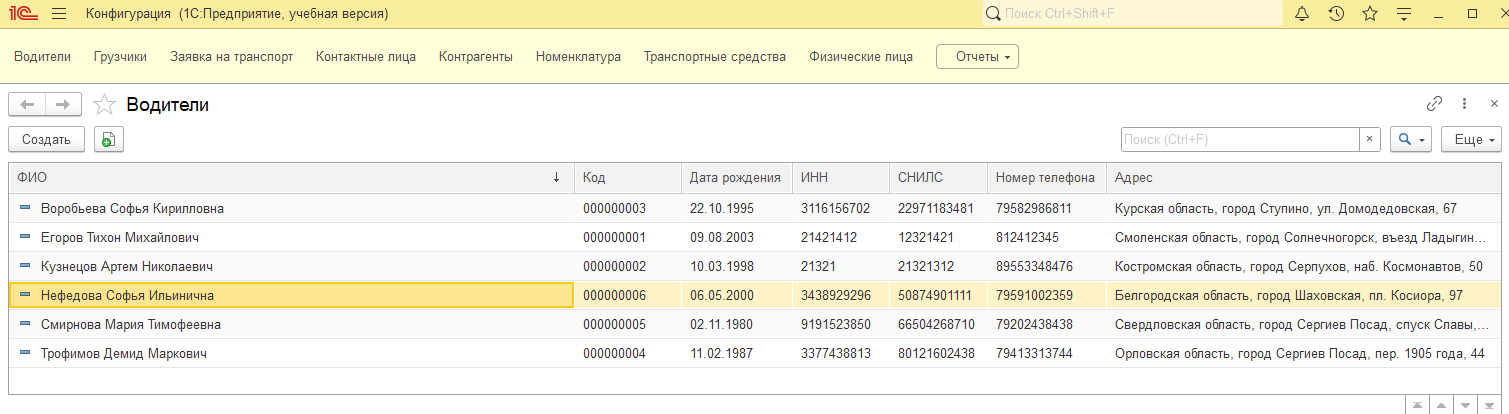 1С Конфигурация (1С:Предприятие, учебная версия) Поиск Ctrl+Shift+F
Водители Грузчики Заявка на транспорт Контактные лица Контрагенты Номенклатура Транспортные средства Физические лица Отчеты
Водители
Создать Поиск (Ctrl+F) × Еще
ФИО ↓ Код Дата рождения ИНН СНИЛС Номер телефона Адрес
Воробьева Софья Кирилловна 000000003 22.10.1995 3116156702 22971183481 79582986811 Курская область, город Ступино, ул. Домодедовская, 67
Егоров Тихон Михайлович 000000001 09.08.2003 21421412 12321421 812412345 Смоленская область, город Солнечногорск, въезд Ладыгин...
Кузнецов Артем Николаевич 000000002 10.03.1998 21321 21321312 89553348476 Костромская область, город Серпухов, наб. Космонавтов, 50
Нефедова Софья Ильинична 000000006 06.05.2000 3438929296 50874901111 79591002359 Белгородская область, город Шаховская, пл. Косиора, 97
Смирнова Мария Тимофеевна 000000005 02.11.1980 9191523850 66504268710 79202438438 Свердловская область, город Сергиев Посад, спуск Славы,...
Трофимов Демид Маркович 000000004 11.02.1987 3377438813 80121602438 79413313744 Орловская область, город Сергиев Посад, пер. 1905 года, 44